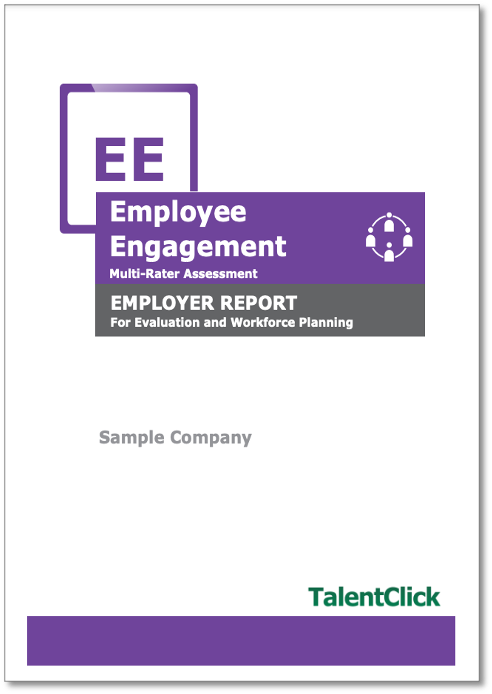 EE
Employee
Engagement
Multi-Rater Assessment
EMPLOYER REPORT
For Evaluation and Workforce Planning
Sample Company
TalentClick